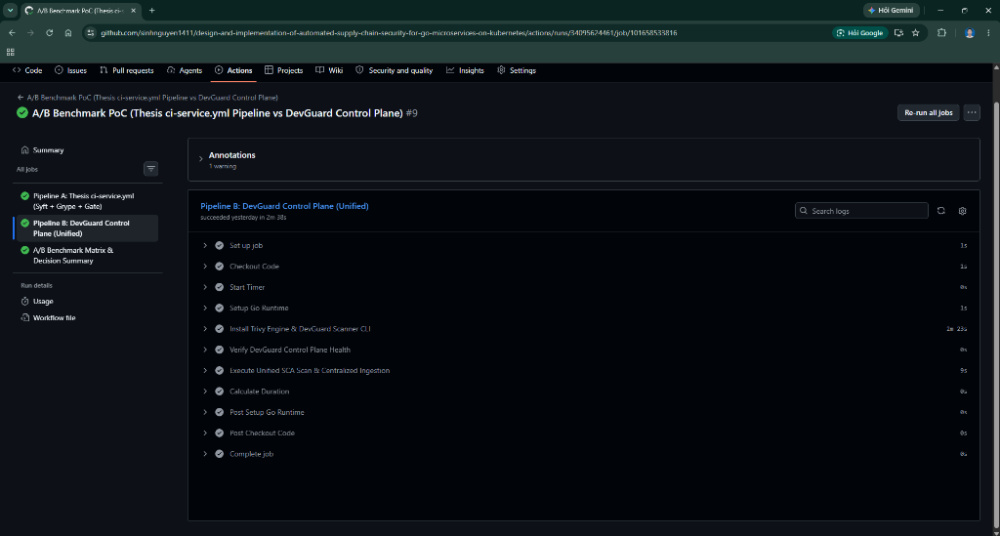 A/B Benchmark PoC (Thesis ci-s
Hỏi Gemini
github.com/sinhnguyen1411/design-and-implementation-of-automated-supply-chain-security-for-go-microservices-on-kubernetes/actions/runs/34095624461/job/101658533816
Hỏi Google
Code
Issues
Pull requests
Agents
Actions
Projects
Wiki
Security and quality
Insights
Settings
A/B Benchmark PoC (Thesis ci-service.yml Pipeline vs DevGuard Control Plane)
A/B Benchmark PoC (Thesis ci-service.yml Pipeline vs DevGuard Control Plane) #9
Re-run all jobs
Summary
All jobs
Pipeline A: Thesis ci-service.yml
(Syft + Grype + Gate)
Pipeline B: DevGuard Control
Plane (Unified)
A/B Benchmark Matrix &
Decision Summary
Run details
Usage
Workflow file
Annotations
1 warning
Pipeline B: DevGuard Control Plane (Unified)
succeeded yesterday in 2m 38s
Search logs
Set up job 1s
Checkout Code 1s
Start Timer 0s
Setup Go Runtime 1s
Install Trivy Engine & DevGuard Scanner CLI 1m 23s
Verify DevGuard Control Plane Health 0s
Execute Unified SCA Scan & Centralized Ingestion 9s
Calculate Duration 0s
Post Setup Go Runtime 0s
Post Checkout Code 0s
Complete job 0s